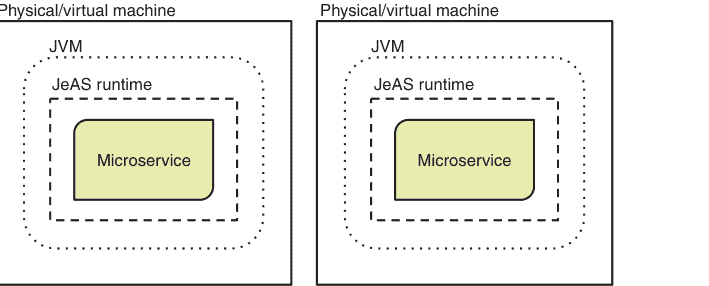 Physical/virtual machine
JVM
JeAS runtime
Microservice
Physical/virtual machine
JVM
JeAS runtime
Microservice